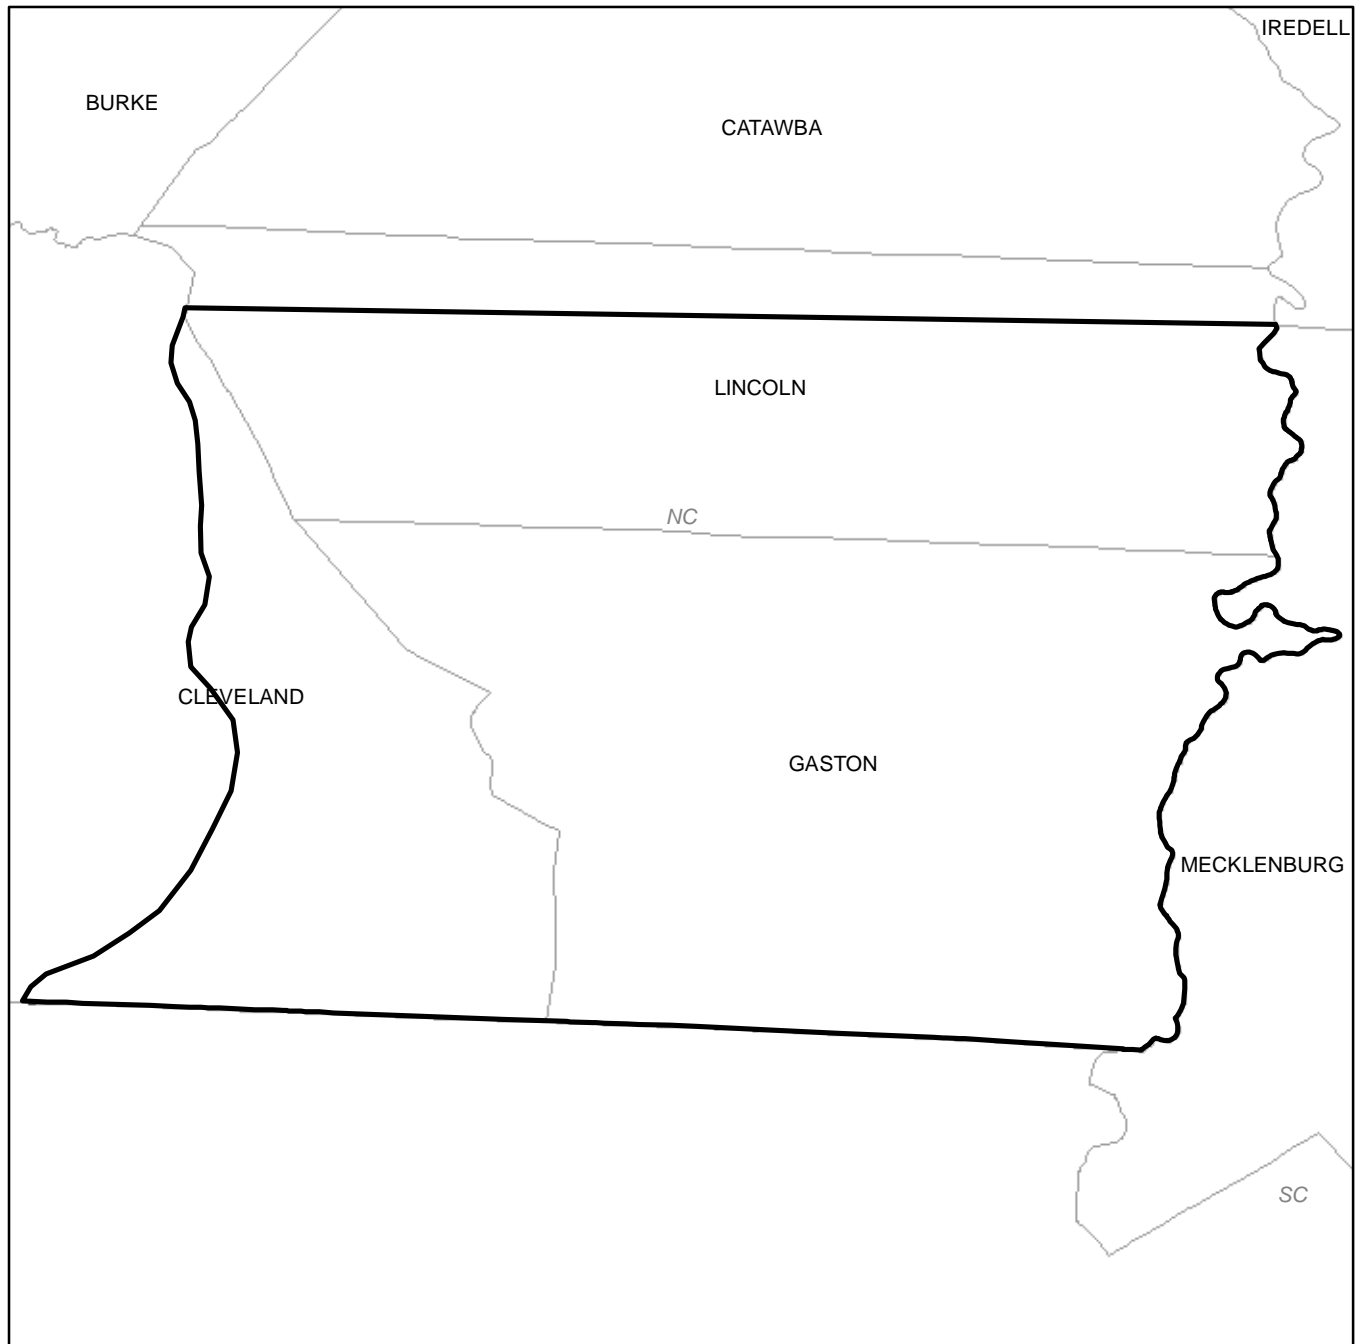 IREDELL
BURKE
CATAWBA
LINCOLN
NC
CLEVELAND
GASTON
MECKLENBURG
SC